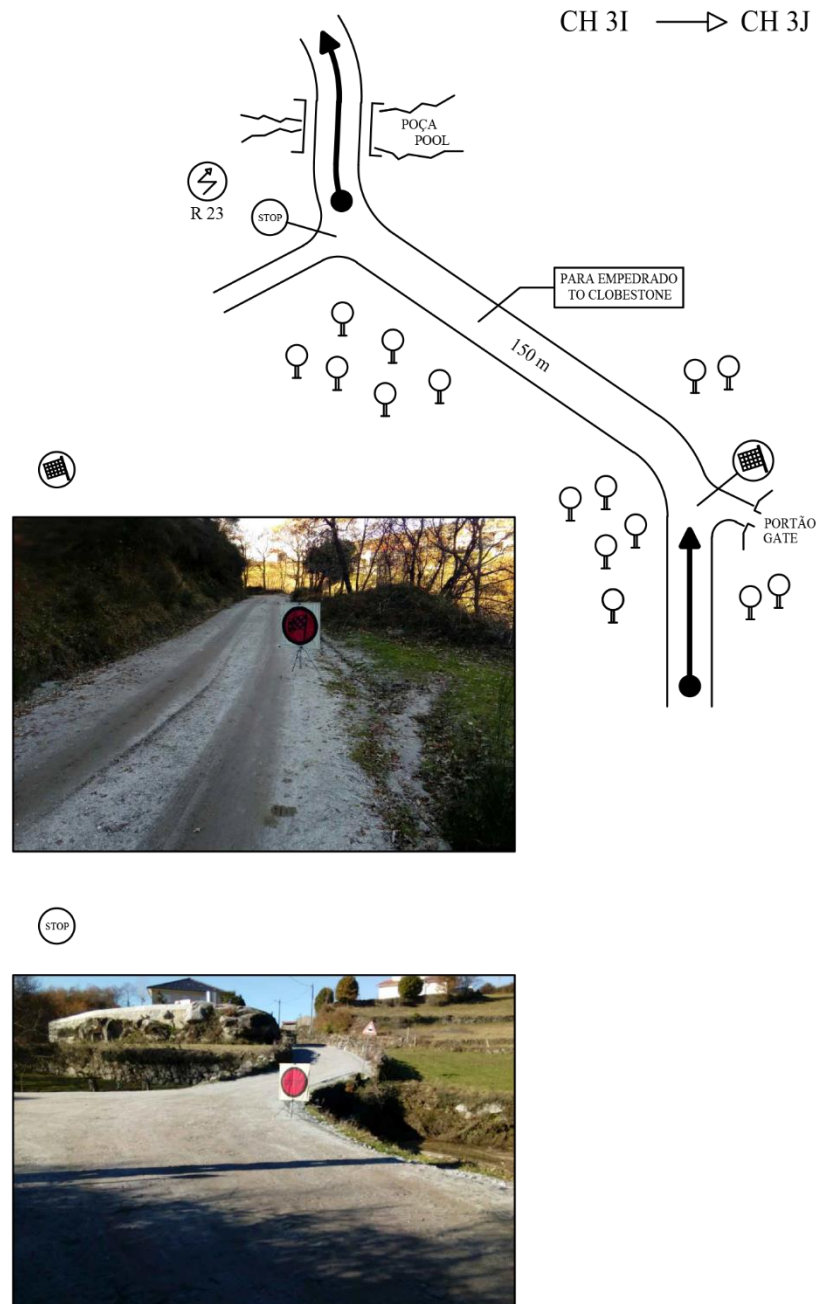 CH 3I CH 3J
POÇA
POOL
R 23
STOP
PARA EMPEDRADO
TO CLOBESTONE
150 m
PORTÃO
GATE
STOP